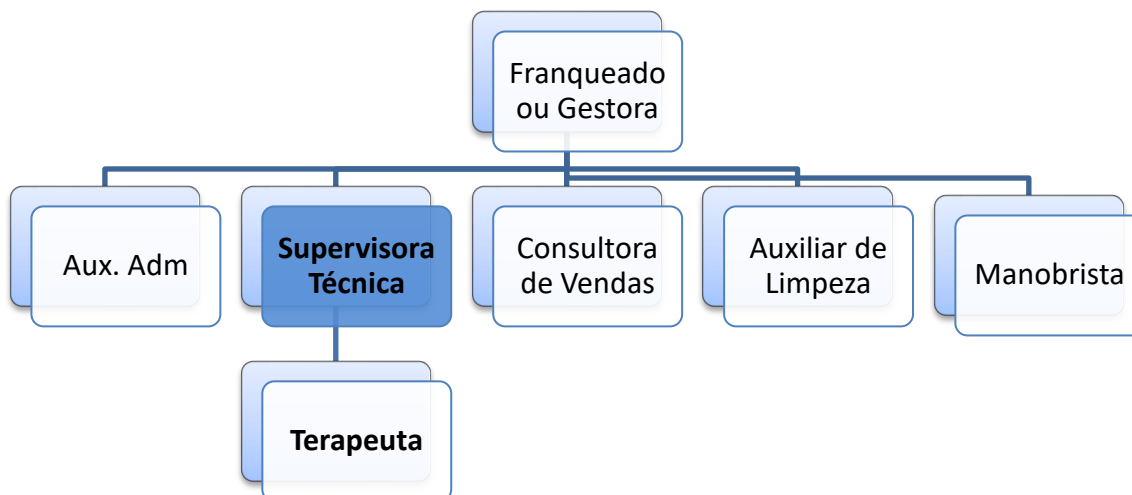 Franqueado
ou Gestora
Aux. Adm
Supervisora
Técnica
Consultora
de Vendas
Auxiliar de
Limpeza
Manobrista
Terapeuta